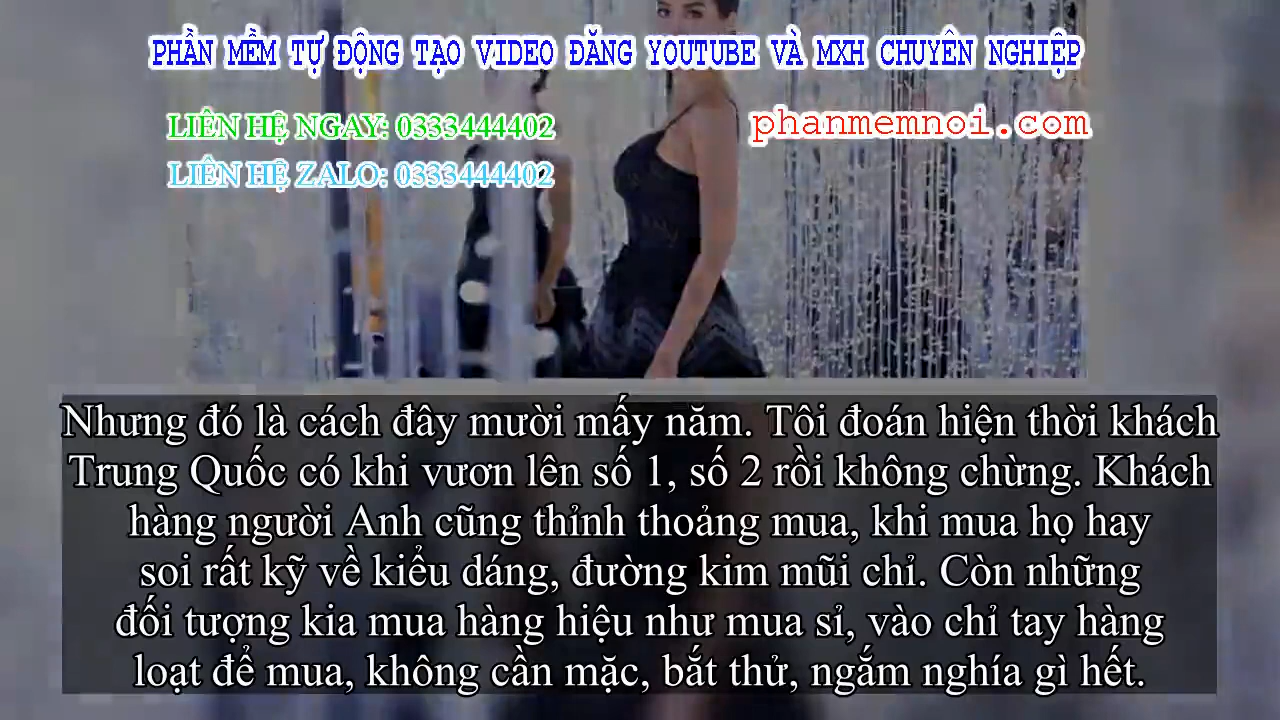 PHẦN MỀM TỰ ĐỘNG TẠO VIDEO ĐĂNG YOUTUBE VÀ MXH CHUYÊN NGHIỆP
LIÊN HỆ NGAY: 0333444402
phanmemnoi.com
LIÊN HỆ ZALO: 0333444402
Nhưng đó là cách đây mười mấy năm. Tôi đoán hiện thời khách
Trung Quốc có khi vươn lên số 1, số 2 rồi không chừng. Khách
hàng người Anh cũng thỉnh thoảng mua, khi mua họ hay
soi rất kỹ về kiểu dáng, đường kim mũi chỉ. Còn những
đối tượng kia mua hàng hiệu như mua sỉ, vào chỉ tay hàng
loạt để mua, không cần mặc, bắt thử, ngắm nghía gì hết.